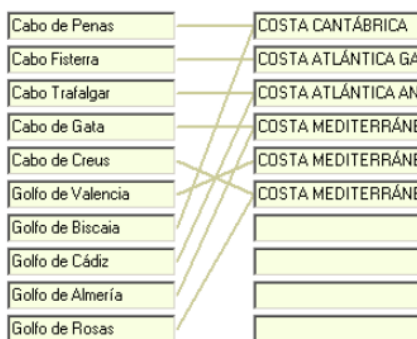 Cabo de Penas
COSTA CANTÁBRICA
Cabo Fisterra
COSTA ATLÁNTICA GA
Cabo Trafalgar
COSTA ATLÁNTICA AN
Cabo de Gata
COSTA MEDITERRÁNE
Cabo de Creus
COSTA MEDITERRÁNE
Golfo de Valencia
COSTA MEDITERRÁNE
Golfo de Biscaia
Golfo de Cádiz
Golfo de Almería
Golfo de Rosas